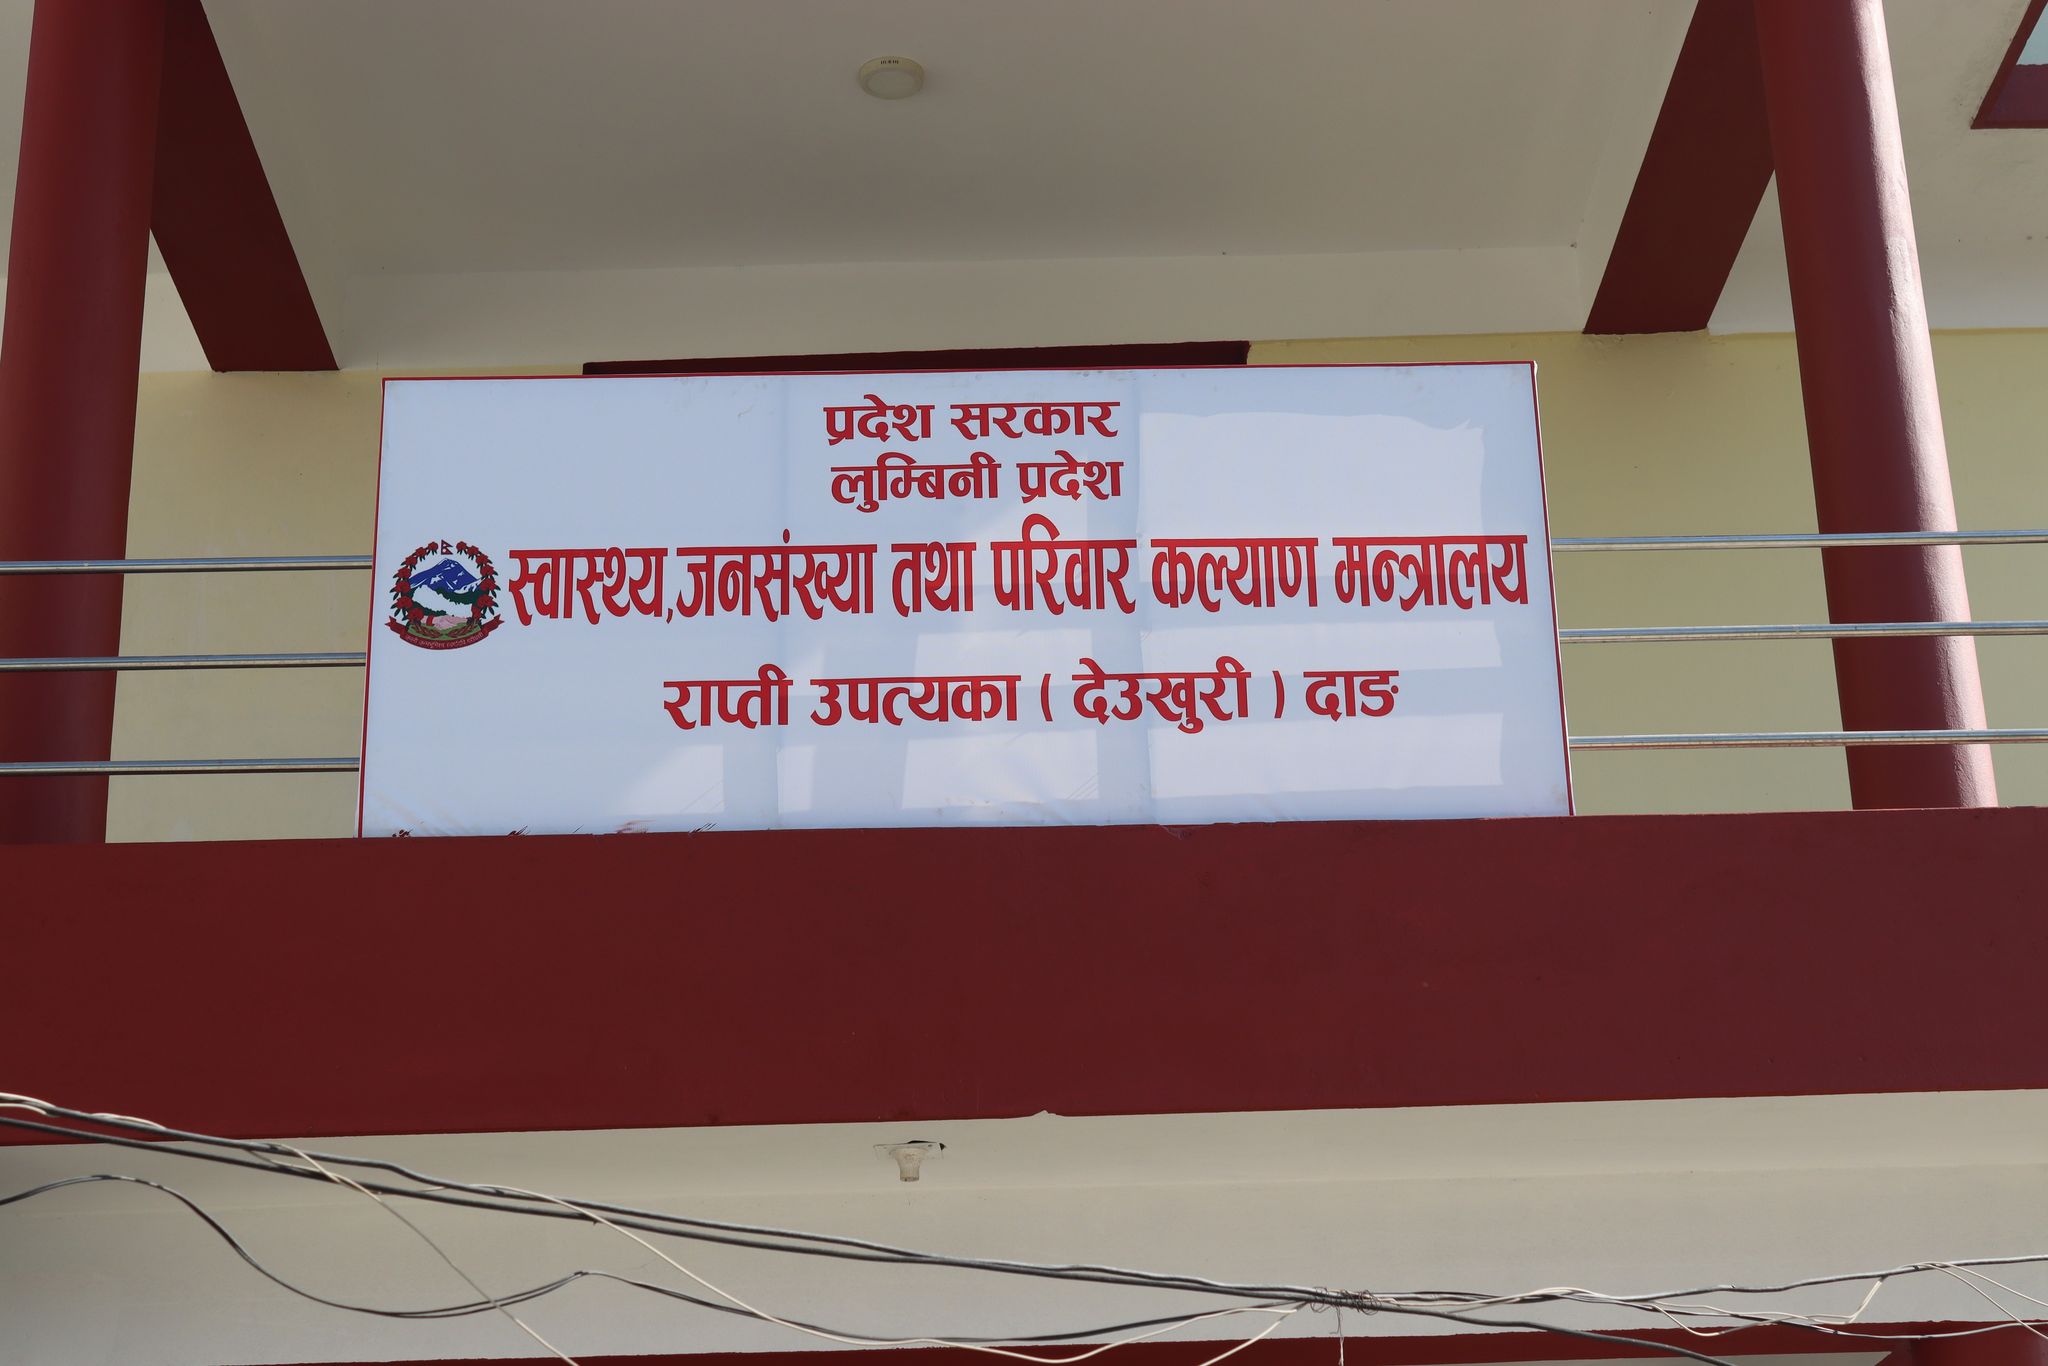 प्रदेश सरकार
लुम्बिनी प्रदेश
स्वास्थ्य,जनसंख्या तथा परिवार कल्याण मन्त्रालय
राप्ती उपत्यका ( देउखुरी ) दाङ